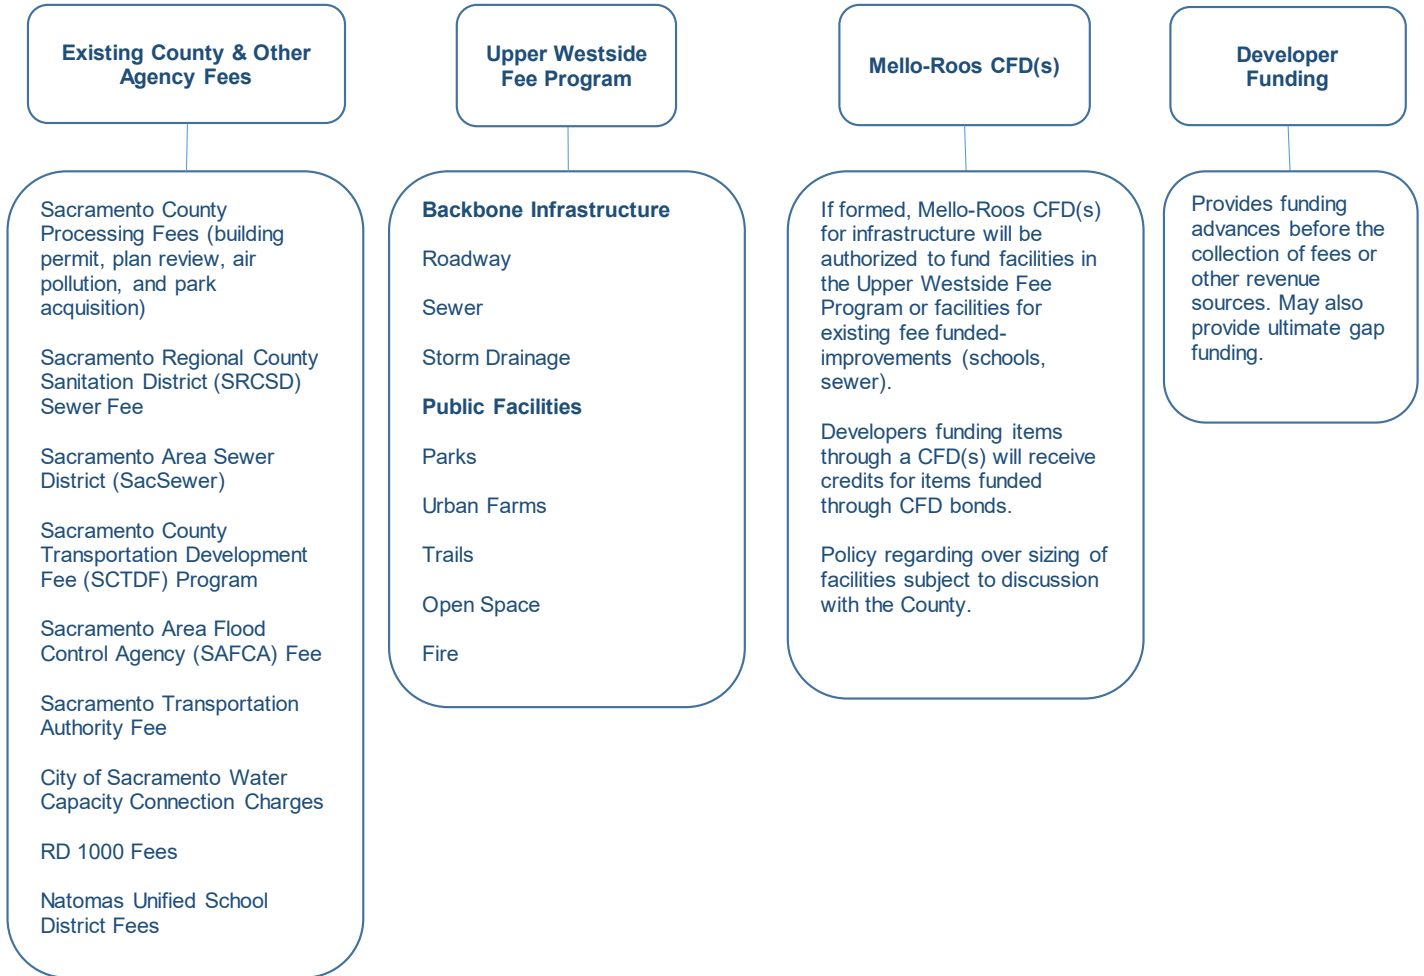 Existing County & Other
Agency Fees
Sacramento County
Processing Fees (building
permit, plan review, air
pollution, and park
acquisition)
Sacramento Regional County
Sanitation District (SRCSD)
Sewer Fee
Sacramento Area Sewer
District (SacSewer)
Sacramento County
Transportation Development
Fee (SCTDF) Program
Sacramento Area Flood
Control Agency (SAFCA) Fee
Sacramento Transportation
Authority Fee
City of Sacramento Water
Capacity Connection Charges
RD 1000 Fees
Natomas Unified School
District Fees
Upper Westside
Fee Program
Backbone Infrastructure
Roadway
Sewer
Storm Drainage
Public Facilities
Parks
Urban Farms
Trails
Open Space
Fire
Mello-Roos CFD(s)
If formed, Mello-Roos CFD(s)
for infrastructure will be
authorized to fund facilities in
the Upper Westside Fee
Program or facilities for
existing fee funded-
improvements (schools,
sewer).
Developers funding items
through a CFD(s) will receive
credits for items funded
through CFD bonds.
Policy regarding over sizing of
facilities subject to discussion
with the County.
Developer
Funding
Provides funding
advances before the
collection of fees or
other revenue
sources. May also
provide ultimate gap
funding.